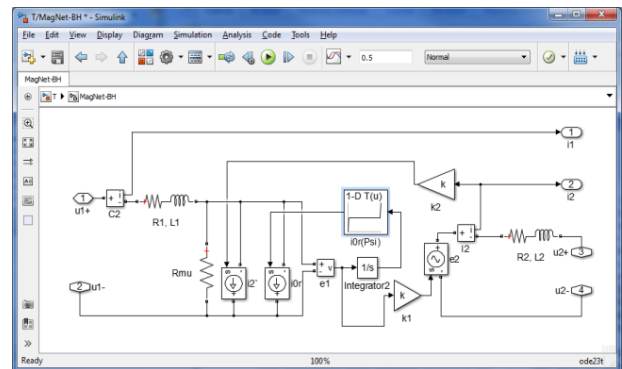 T/MagNet-BH * - Simulink
File Edit View Display Diagram Simulation Analysis Code Tools Help
0.5 Normal
MagNet-BH
T MagNet-BH
1
i1
k
k2
2
i2
1-D T(u)
i0r(Psi)
1
u1+
+ i -
C2
R1, L1
+ i -
I2
R2, L2
u2+ 3
Rmu
i2'
i0r
+ - v
e1
1/s
Integrator2
k
k1
e2
2 u1-
u2- 4
Ready 100% ode23t